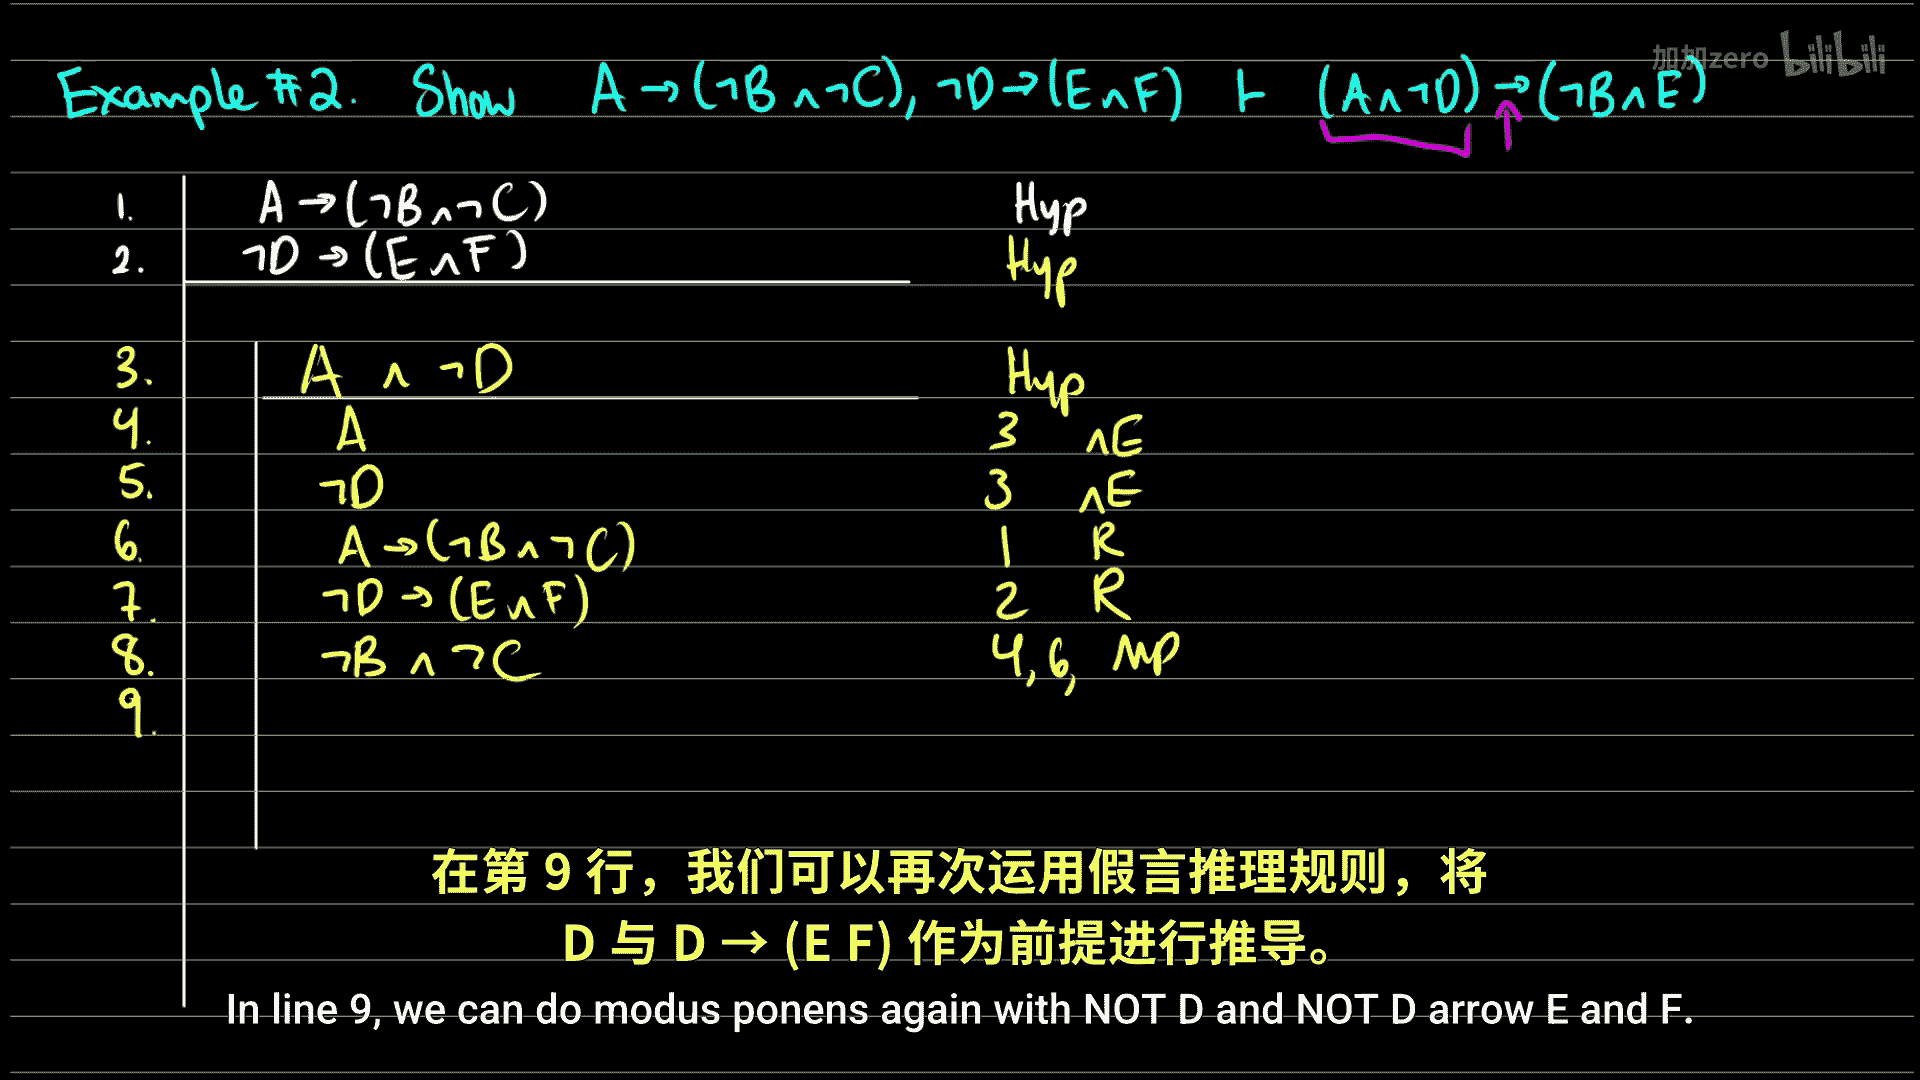 加加zero bilibili
Example #2. Show A → (¬B ∧ ¬C), ¬D → (E ∧ F) ⊢ (A ∧ ¬D) → (¬B ∧ E)
1. A → (¬B ∧ ¬C) Hyp
2. ¬D → (E ∧ F) Hyp
3. A ∧ ¬D Hyp
4. A 3 ∧E
5. ¬D 3 ∧E
6. A → (¬B ∧ ¬C) 1 R
7. ¬D → (E ∧ F) 2 R
8. ¬B ∧ ¬C 4, 6, MP
9.
在第 9 行，我们可以再次运用假言推理规则，将
D 与 D → (E F) 作为前提进行推导。
In line 9, we can do modus ponens again with NOT D and NOT D arrow E and F.